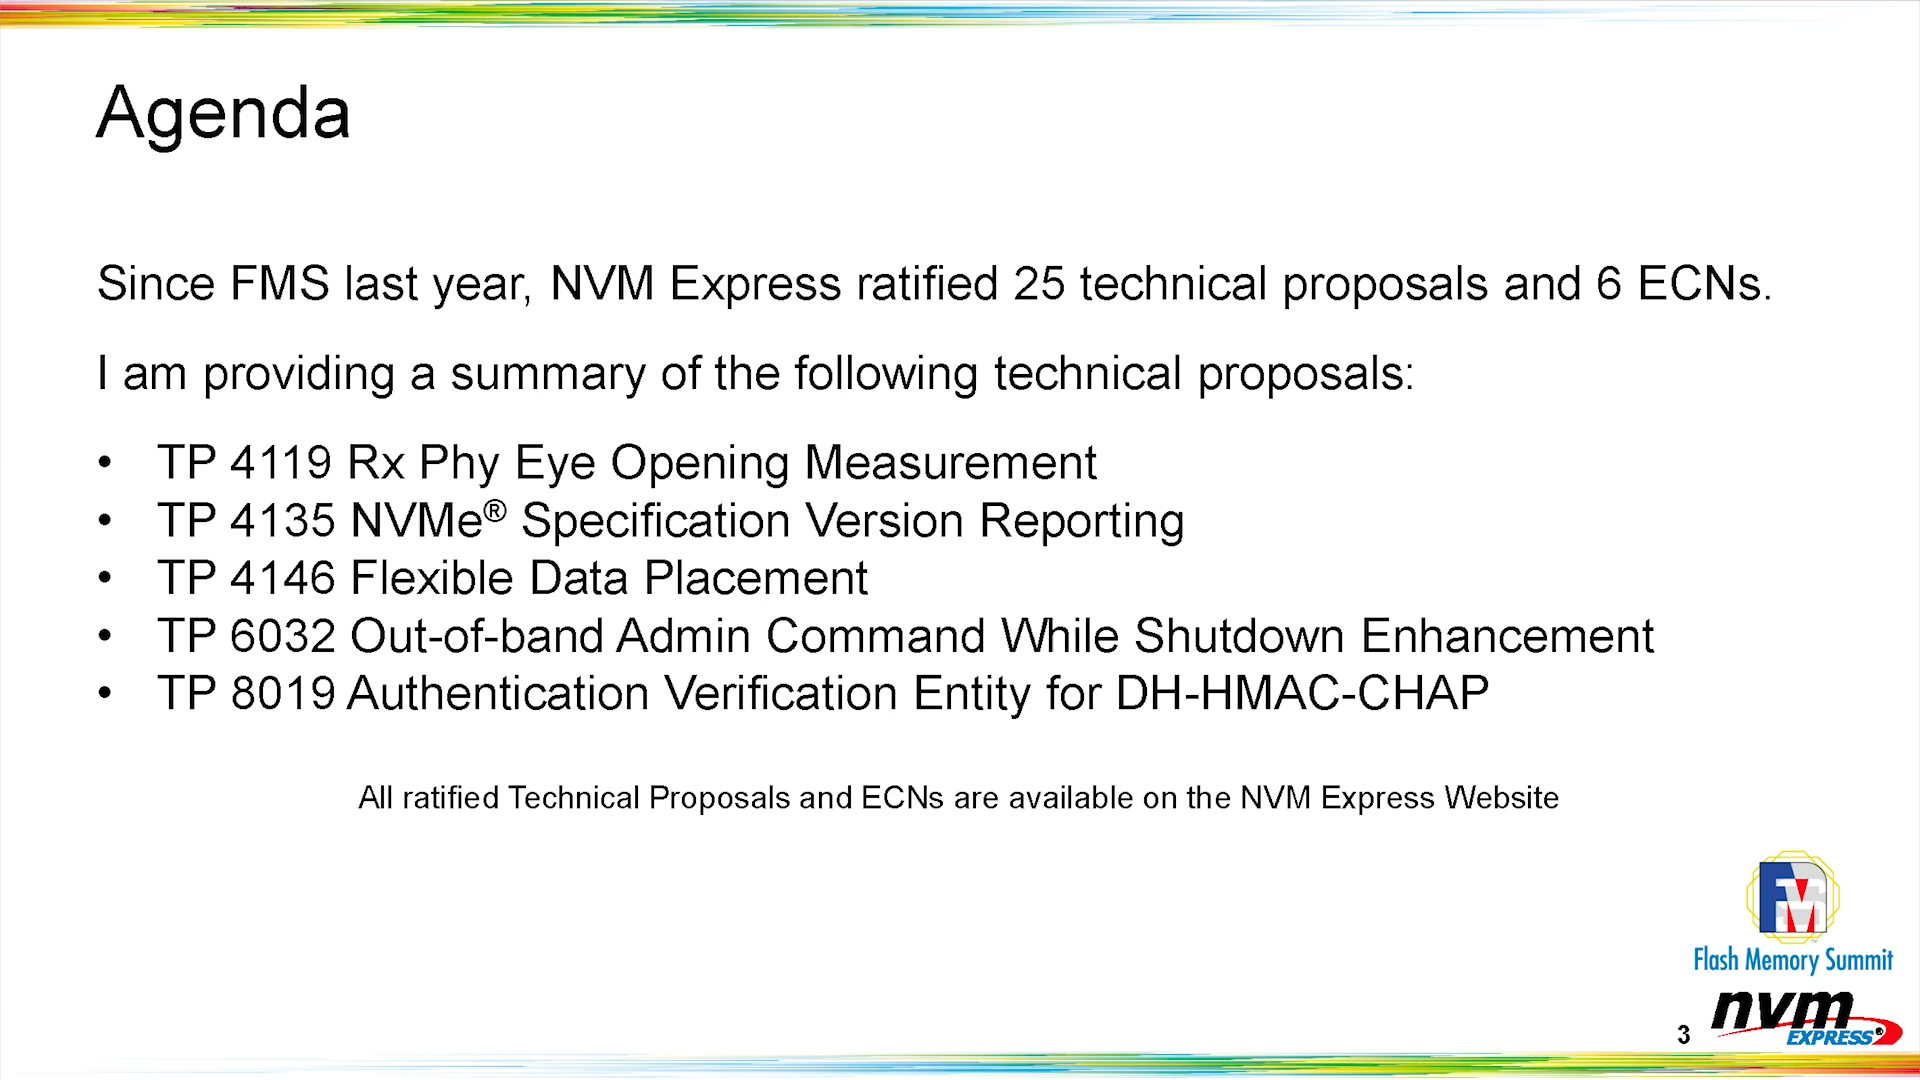 Agenda
Since FMS last year, NVM Express ratified 25 technical proposals and 6 ECNs.
I am providing a summary of the following technical proposals:
• TP 4119 Rx Phy Eye Opening Measurement
• TP 4135 NVMe® Specification Version Reporting
• TP 4146 Flexible Data Placement
• TP 6032 Out-of-band Admin Command While Shutdown Enhancement
• TP 8019 Authentication Verification Entity for DH-HMAC-CHAP
All ratified Technical Proposals and ECNs are available on the NVM Express Website
FMS
Flash Memory Summit
nvm
EXPRESS®
3